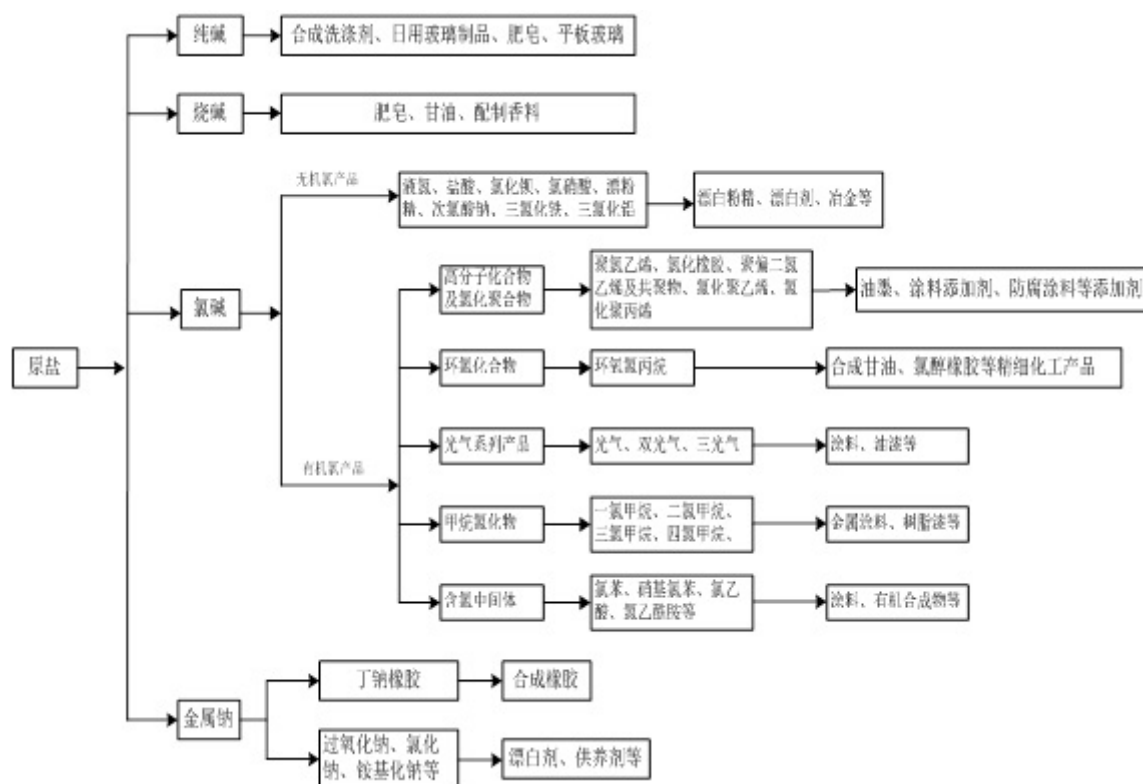 纯碱
合成洗涤剂、日用玻璃制品、肥皂、平板玻璃
烧碱
肥皂、甘油、配制香料
无机氯产品
液氯、盐酸、氯化钡、氯磺酸、漂粉
精、次氯酸钠，三氯化铁、三氯化铝
漂白粉精、漂白剂、冶金等
高分子化合物
及氯化聚合物
聚氯乙烯、氯化橡胶、聚偏二氯
乙烯及共聚物、氯化聚乙烯、氯
化聚丙烯
油墨、涂料添加剂、防腐涂料等添加剂
氯碱
原盐
环氯化合物
环氧氯丙烷
合成甘油、氯醇橡胶等精细化工产品
光气系列产品
光气、双光气、三光气
涂料，油漆等
有机氯产品
甲烷氯化物
一氯甲烷、二氯甲烷、
三氯甲烷、四氯甲烷、
金属涂料、树脂漆等
含氯中间体
氯苯、硝基氯苯、氯乙
酸、氯乙酰胺等
涂料、有机合成物等
金属钠
丁钠橡胶
合成橡胶
过氧化钠、氯化
钠、铵基化钠等
漂白剂、供养剂等